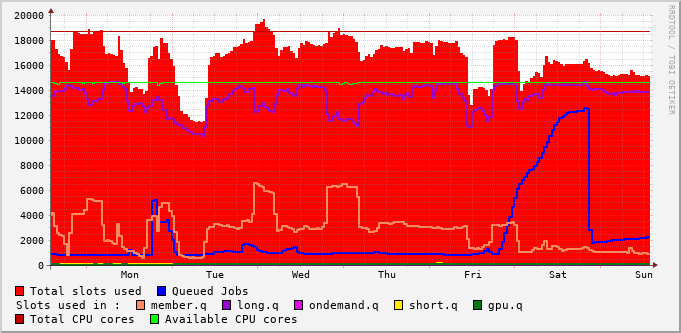 20000
18000
16000
14000
12000
10000
8000
6000
4000
2000
0
Mon Tue Wed Thu Fri Sat Sun
RRDTOOL / TOBI OETIKER
Total slots used Queued Jobs
Slots used in : member.q long.q ondemand.q short.q gpu.q
Total CPU cores Available CPU cores